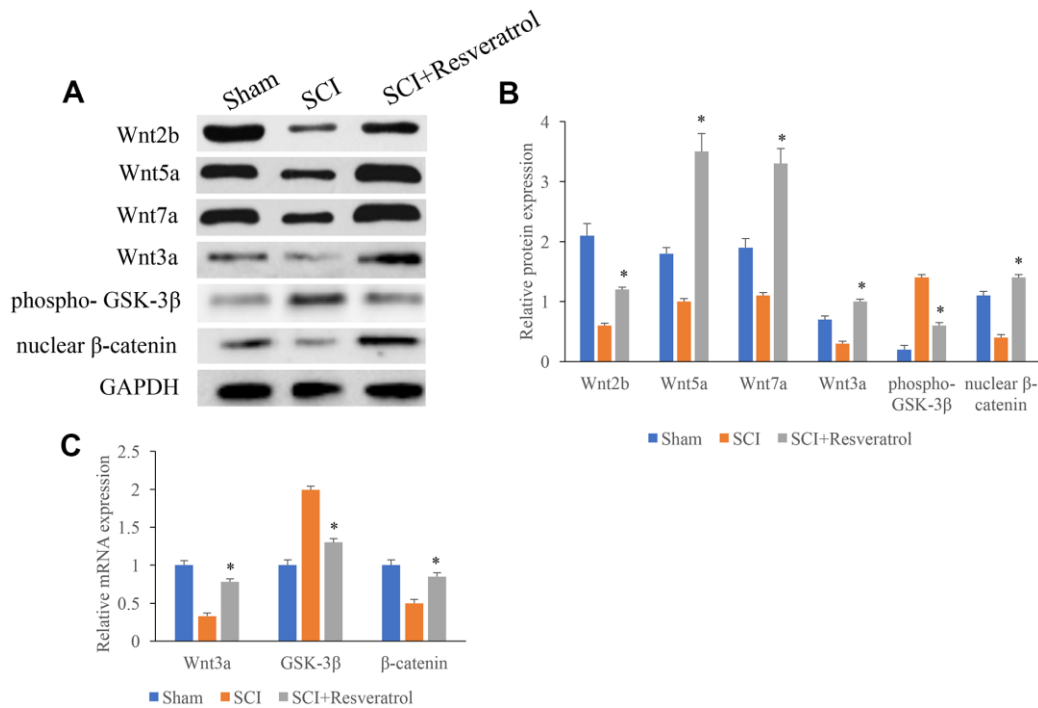 A
Sham
SCI
SCI+Resveratrol
Wnt2b
Wnt5a
Wnt7a
Wnt3a
phospho- GSK-3β
nuclear β-catenin
GAPDH
B
Relative protein expression
4
3
2
1
0
*
*
*
*
*
*
Wnt2b
Wnt5a
Wnt7a
Wnt3a
phospho-
GSK-3β
nuclear β-
catenin
Sham SCI SCI+Resveratrol
C
Relative mRNA expression
2.5
2
1.5
1
0.5
0
*
*
*
Wnt3a
GSK-3β
β-catenin
Sham SCI SCI+Resveratrol